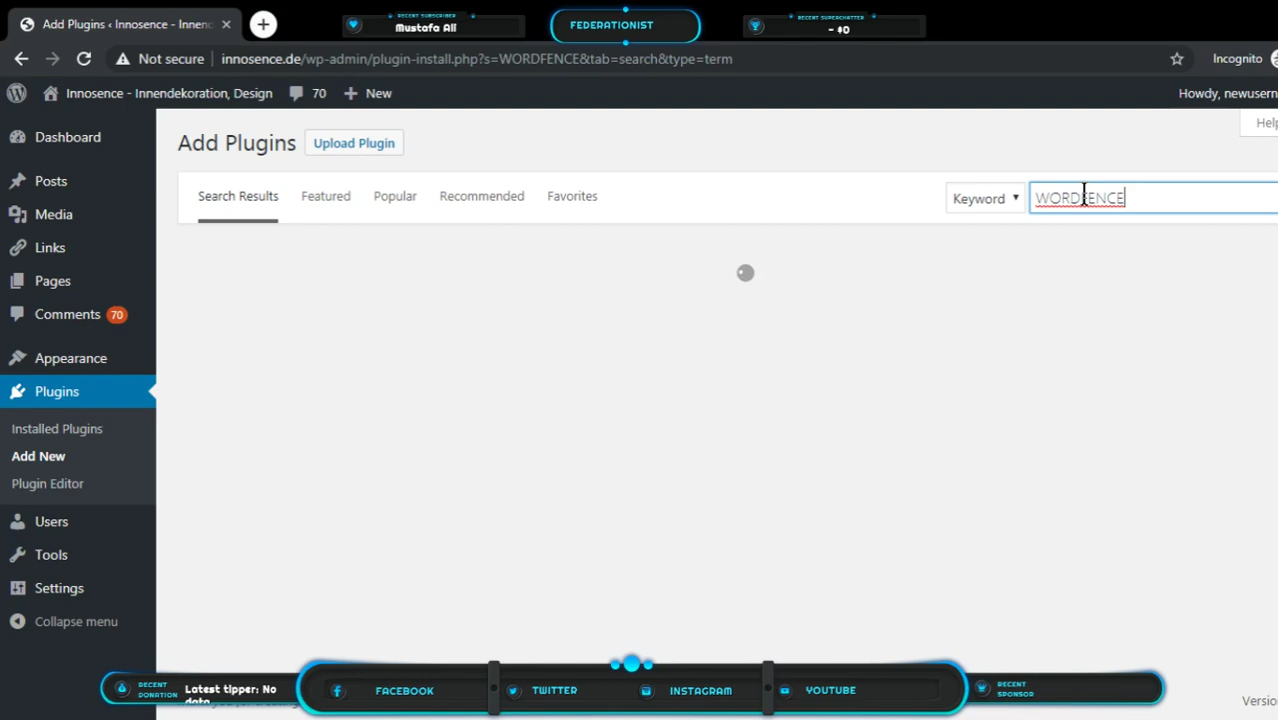 Add Plugins ‹ Innosence - Innen
RECENT SUBSCRIBER
Mustafa Ali
FEDERATIONIST
RECENT SUPERCHATTER
- $0
Not secure
innosence.de/wp-admin/plugin-install.php?s=WORDFENCE&tab=search&type=term
Incognito
Innosence - Innendekoration, Design
70
New
Howdy, newusern
Dashboard
Posts
Media
Links
Pages
Comments 70
Appearance
Plugins
Installed Plugins
Add New
Plugin Editor
Users
Tools
Settings
Collapse menu
Add Plugins
Upload Plugin
Help
Search Results
Featured
Popular
Recommended
Favorites
Keyword
WORDFENCE
RECENT
DONATION
Latest tipper: No
data
FACEBOOK
TWITTER
INSTAGRAM
YOUTUBE
RECENT
SPONSOR
Versio